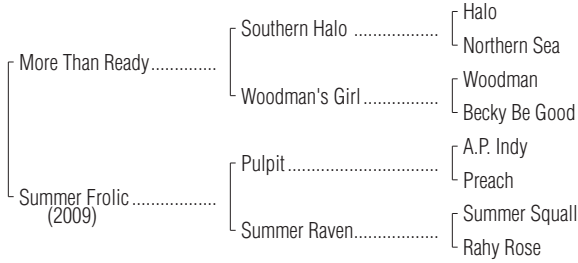 Halo
Southern Halo ..................
Northern Sea
More Than Ready..............
Woodman
Woodman's Girl ................
Becky Be Good
A.P. Indy
Pulpit................................
Preach
Summer Frolic ..................
(2009)
Summer Squall
Summer Raven..................
Rahy Rose